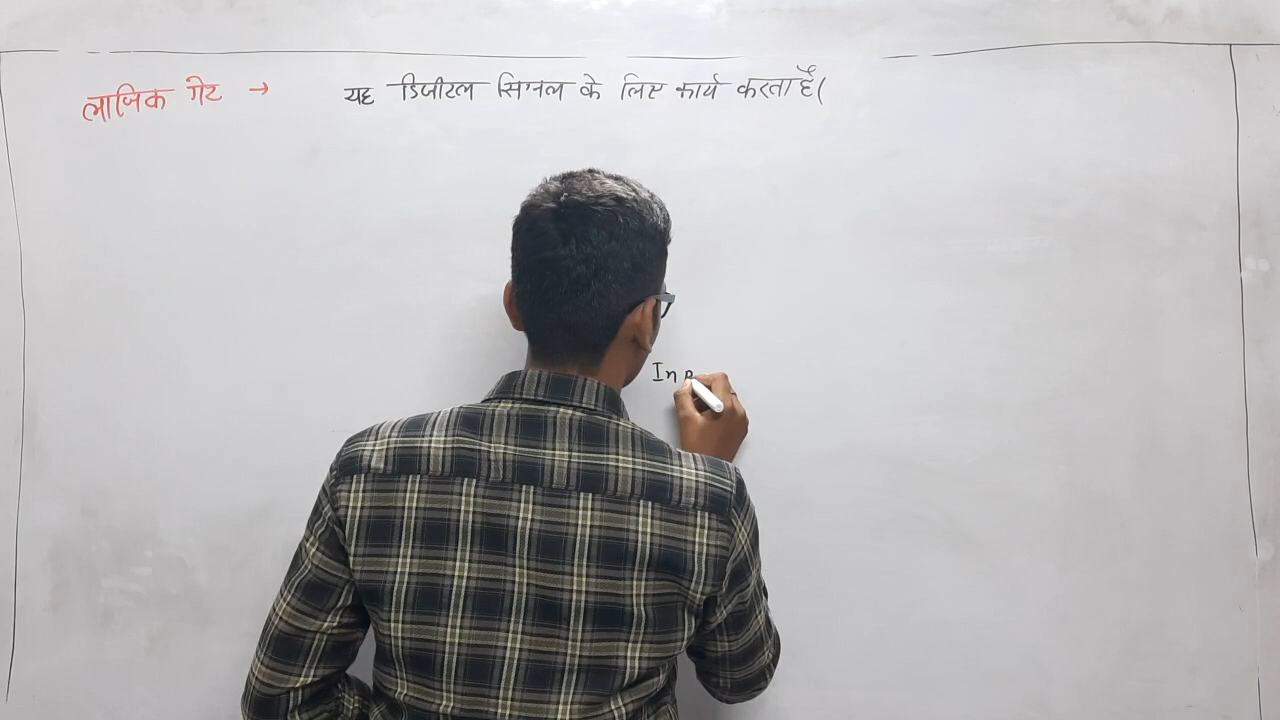 लाजिक गेट → यह डिजीटल सिग्नल के लिए कार्य करता है (
Inp